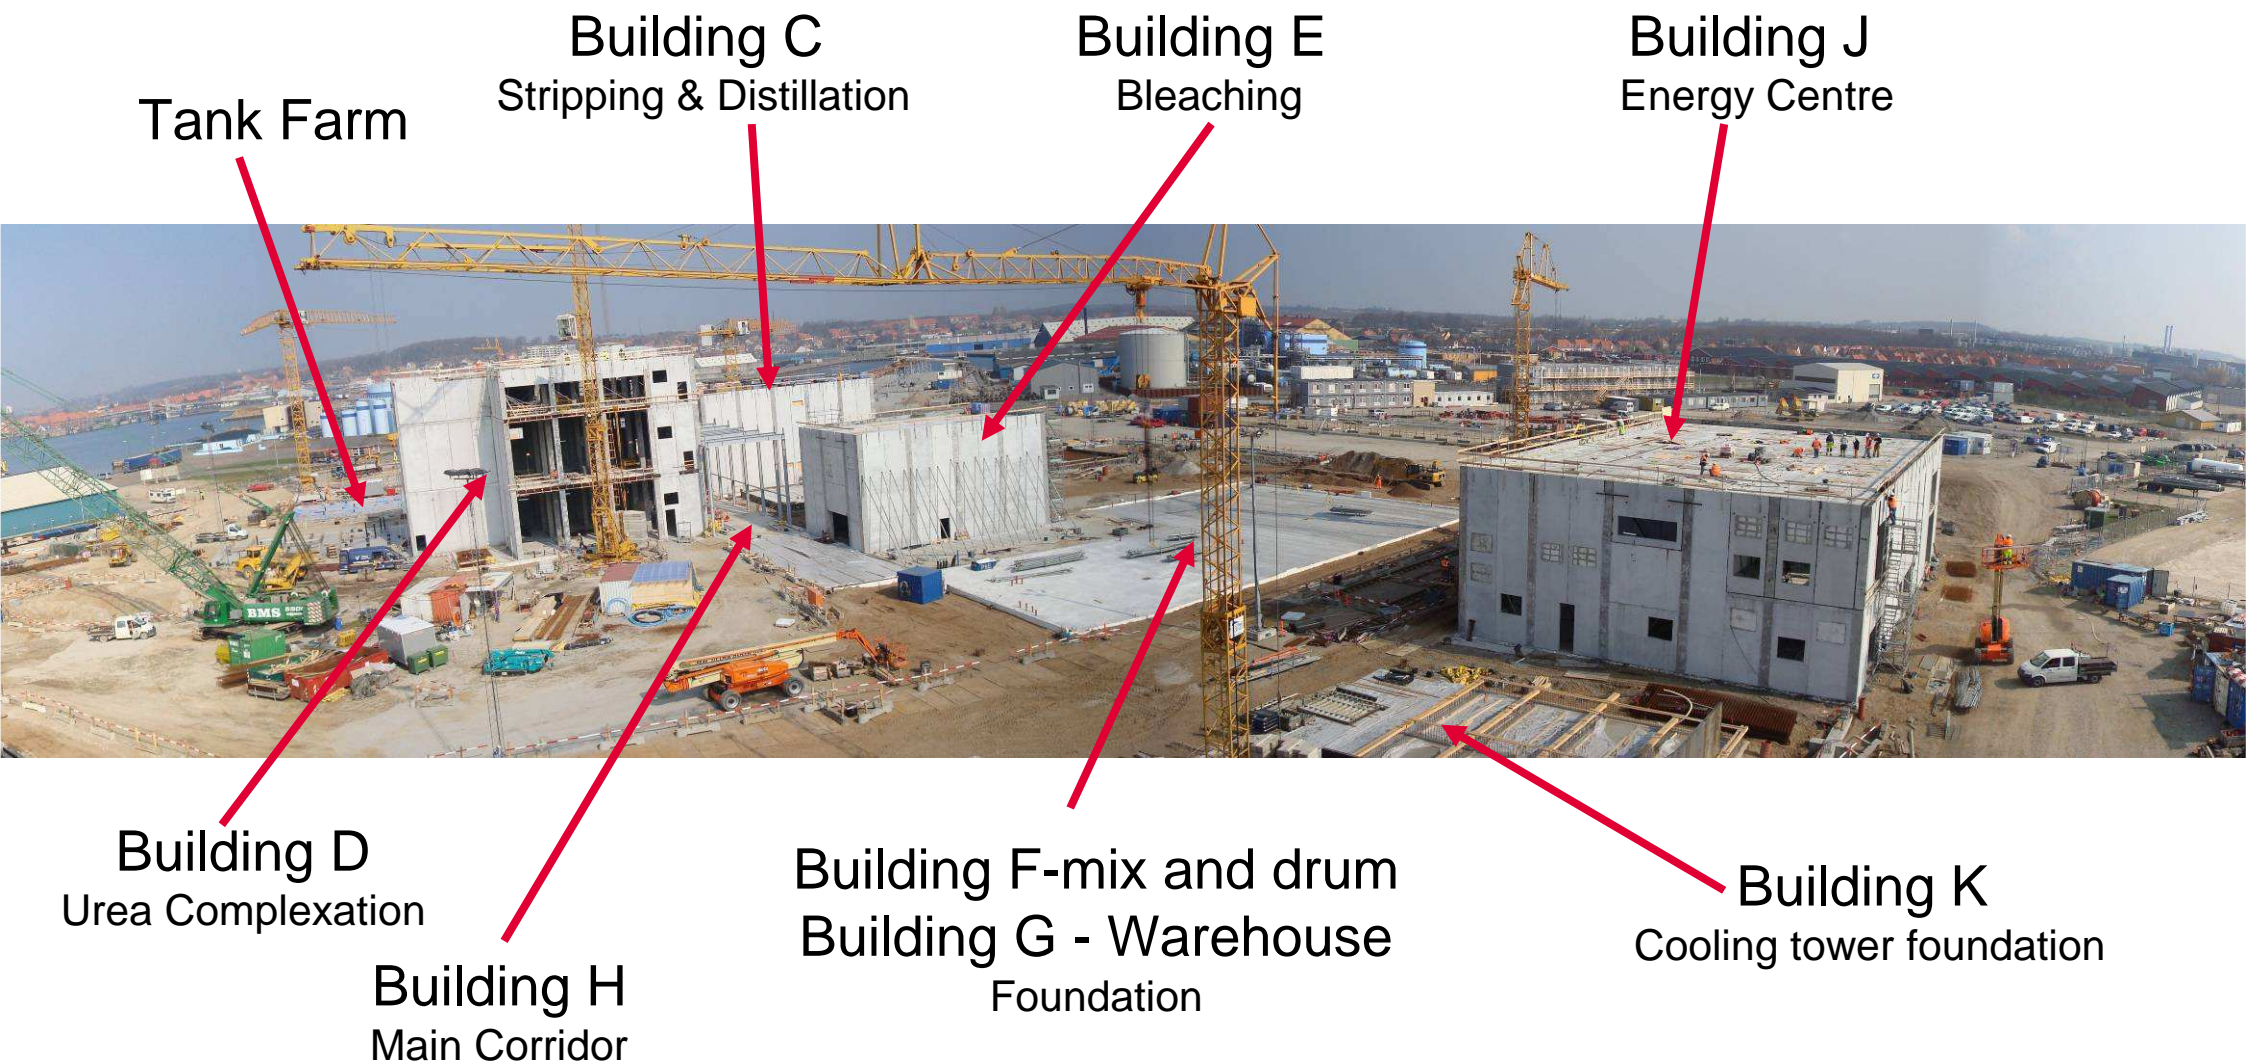 Building C
Stripping & Distillation
Building E
Bleaching
Building J
Energy Centre
Tank Farm
BMS
Building D
Urea Complexation
Building H
Main Corridor
Building F-mix and drum
Building G - Warehouse
Foundation
Building K
Cooling tower foundation